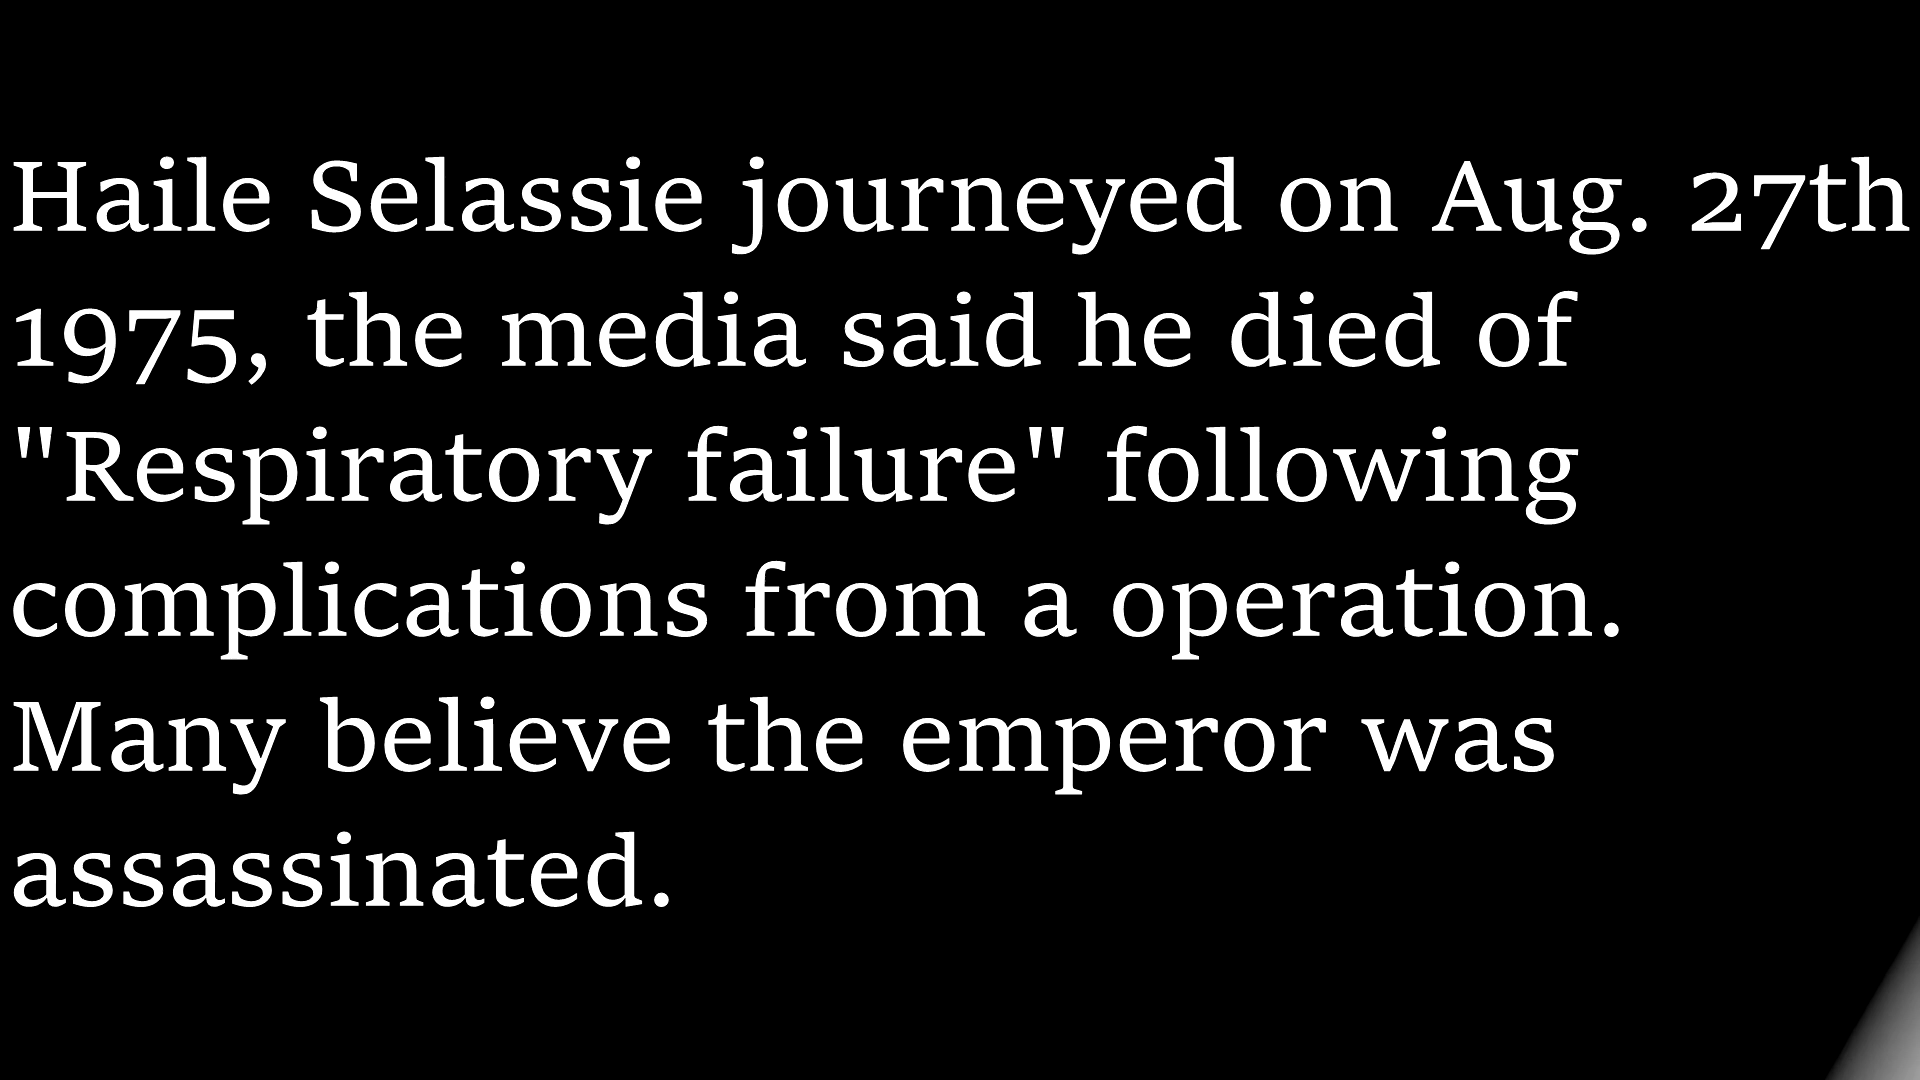 Haile Selassie journeyed on Aug. 27th
1975, the media said he died of
"Respiratory failure" following
complications from a operation.
Many believe the emperor was
assassinated.